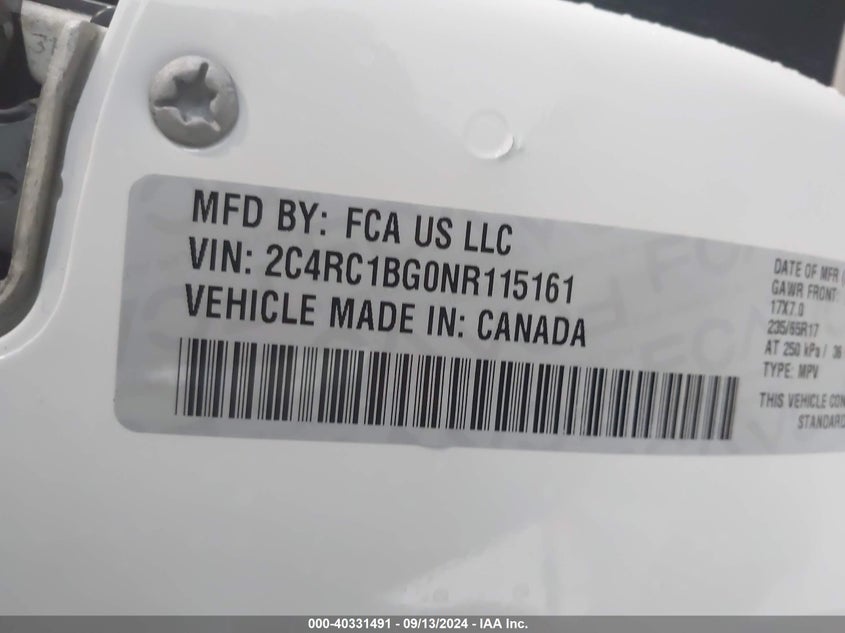 31
MFD BY: FCA US LLC
VIN: 2C4RC1BG0NR115161
VEHICLE MADE IN: CANADA
DATE OF MFR
GAWR FRONT:
17X7.0
235/65R17
AT 250 kPa / 36
TYPE: MPV
THIS VEHICLE CON
STANDARD
000-40331491 - 09/13/2024 - IAA Inc.